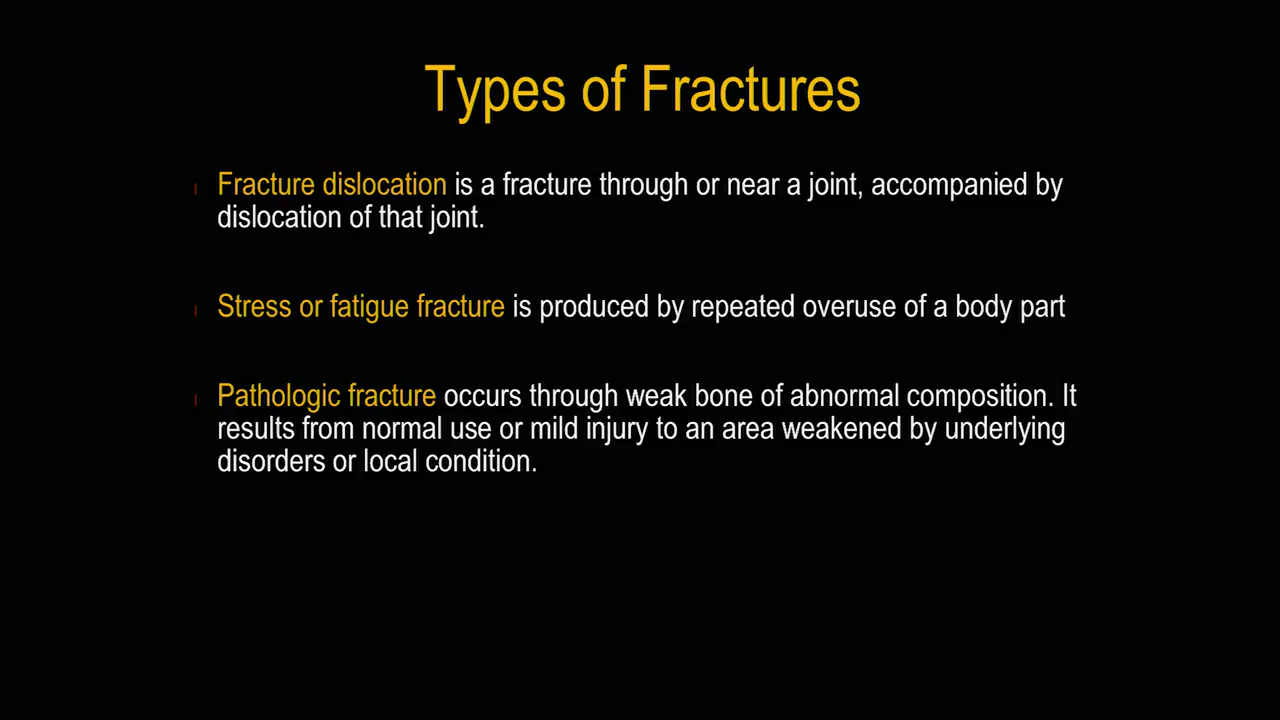 Types of Fractures
Fracture dislocation is a fracture through or near a joint, accompanied by
dislocation of that joint.
Stress or fatigue fracture is produced by repeated overuse of a body part
Pathologic fracture occurs through weak bone of abnormal composition. It
results from normal use or mild injury to an area weakened by underlying
disorders or local condition.